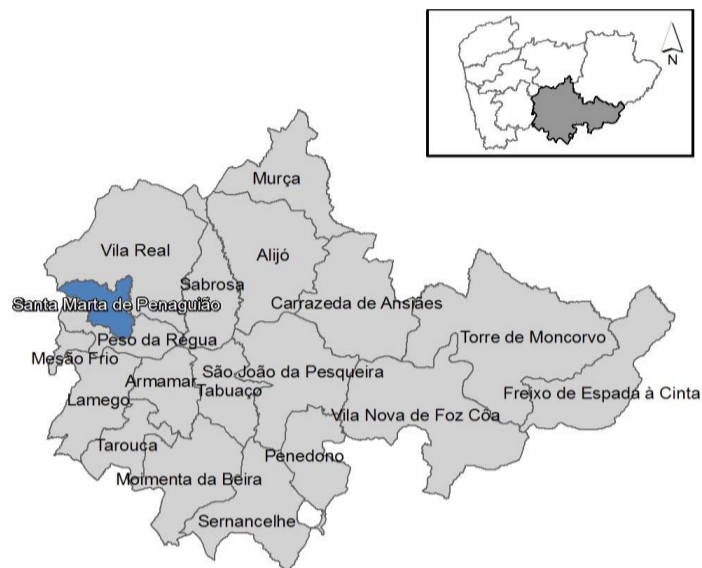 N
Murça
Vila Real
Alijó
Sabrosa
Santa Marta de Penaguião
Carrazeda de Ansiães
Peso da Régua
Torre de Moncorvo
Mesão Frio
São João da Pesqueira
Armamar
Tabuaço
Freixo de Espada à Cinta
Lamego
Vila Nova de Foz Côa
Tarouca
Penedono
Moimenta da Beira
Sernancelhe